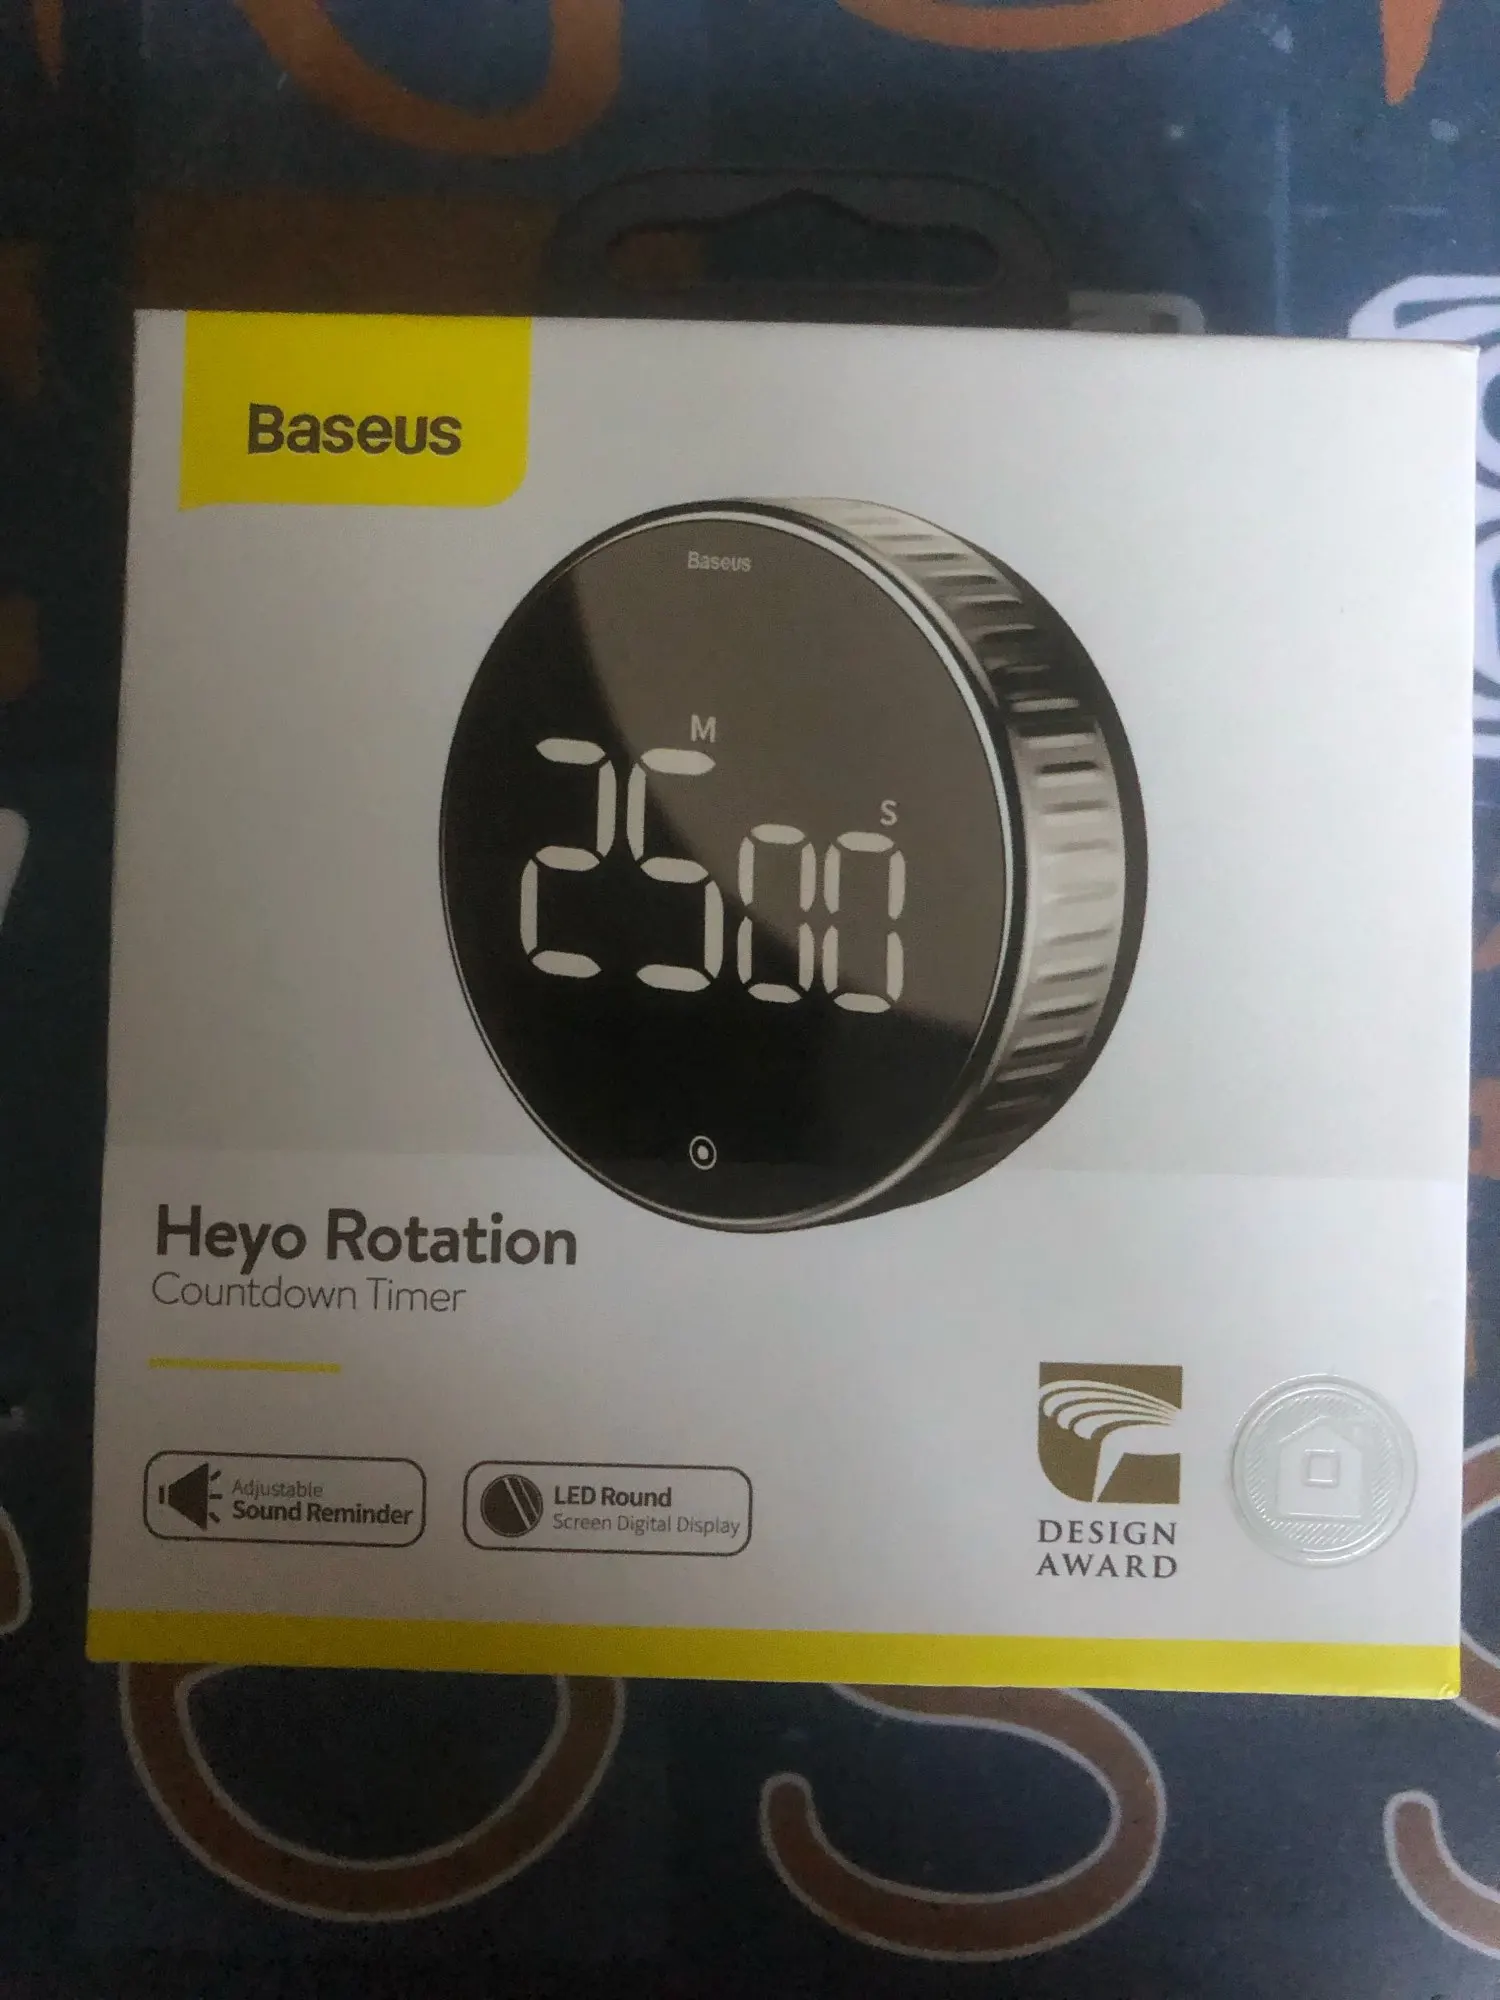 Baseus
Baseus
M
S
25 00
Heyo Rotation
Countdown Timer
Adjustable
Sound Reminder
LED Round
Screen Digital Display
DESIGN
AWARD